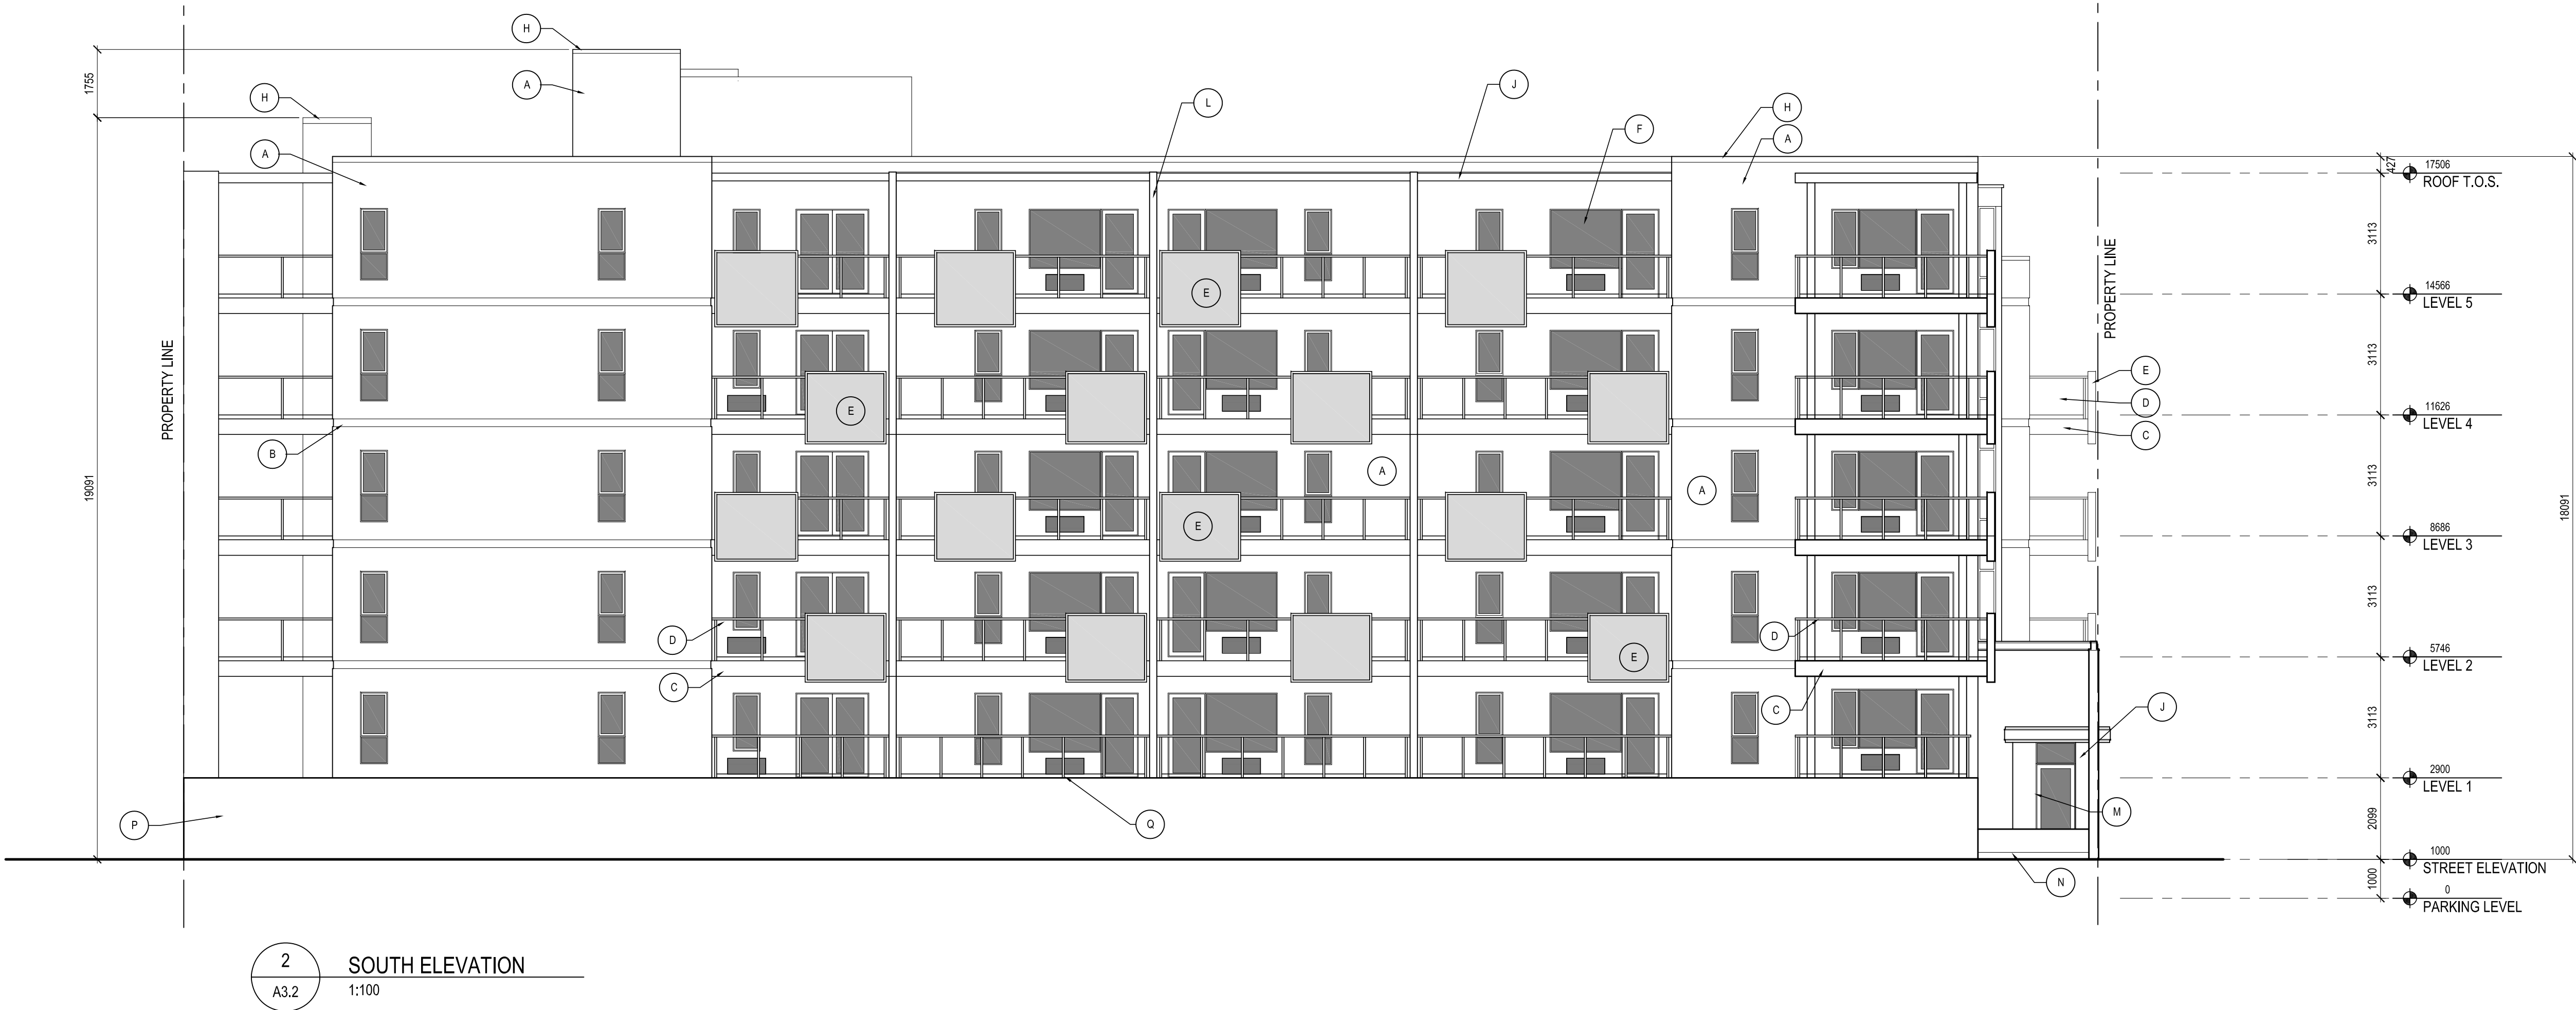 H
H
A
L
J
F
H
A
A
1755
19091
PROPERTY LINE
B
E
E
E
E
A
A
D
C
D
C
P
Q
PROPERTY LINE
E
D
C
J
M
N
427
3113
3113
3113
3113
3113
2099
1000
18091
17506
ROOF T.O.S.
14566
LEVEL 5
11626
LEVEL 4
8686
LEVEL 3
5746
LEVEL 2
2900
LEVEL 1
1000
STREET ELEVATION
0
PARKING LEVEL
2
A3.2
SOUTH ELEVATION
1:100